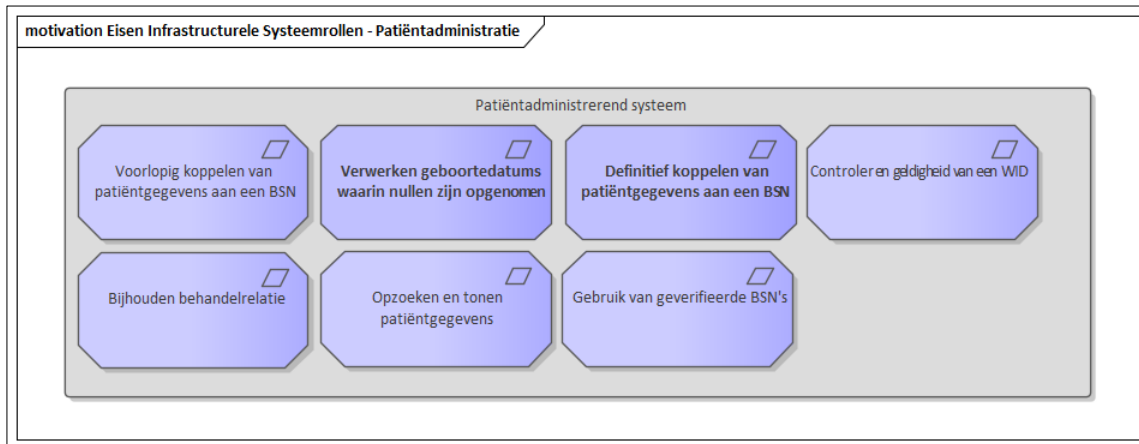 motivation Eisen Infrastructurele Systeemrollen - Patiëntadministratie
Patiëntadministrerend systeem
Voorlopig koppelen van
patiëntgegevens aan een BSN
Verwerken geboortedatums
waarin nullen zijn opgenomen
Definitief koppelen van
patiëntgegevens aan een BSN
Controleren geldigheid van een WID
Bijhouden behandelrelatie
Opzoeken en tonen
patiëntgegevens
Gebruik van geverifieerde BSN's